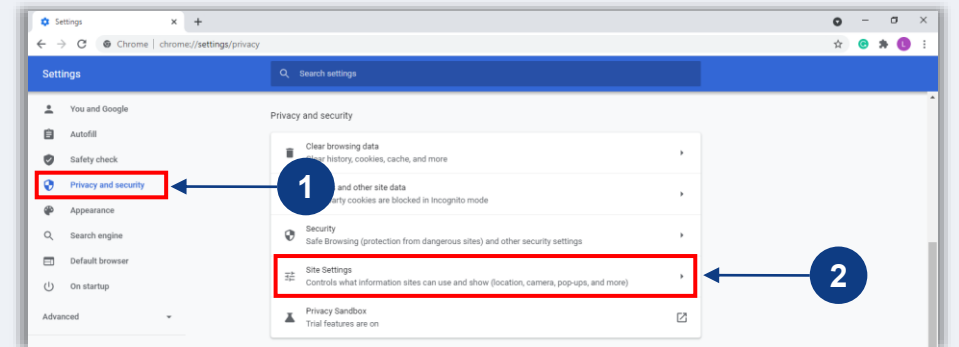 Settings
Chrome | chrome://settings/privacy
L
Settings
Search settings
You and Google
Autofill
Safety check
Privacy and security
Appearance
Search engine
Default browser
On startup
Advanced
Privacy and security
Clear browsing data
Clear history, cookies, cache, and more
and other site data
party cookies are blocked in Incognito mode
Security
Safe Browsing (protection from dangerous sites) and other security settings
Site Settings
Controls what information sites can use and show (location, camera, pop-ups, and more)
Privacy Sandbox
Trial features are on
1
2